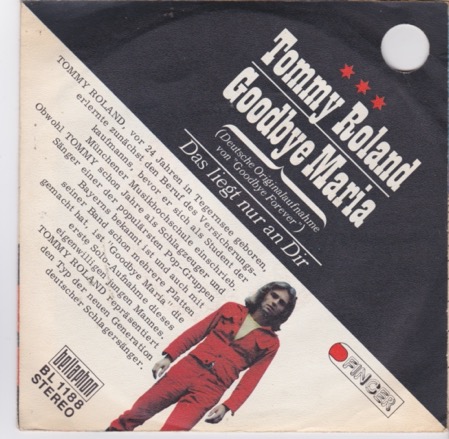 Tommy Roland
Goodbye Maria
(Deutsche Originalaufnahme
von "Goodbye Forever")
Das liegt nur an Dir
TOMMY ROLAND, vor 24 Jahren in Tegernsee geboren,
erlernte zunächst den Beruf des Versicherungs-
kaufmanns, bevor er sich als Student der
Münchener Musikhochschule einschrieb.
Obwohl TOMMY schon Jahre als Schlagzeuger und
Sänger einer der populärsten Pop-Gruppen
Bayerns bekannt ist und auch mit
seiner Band schon mehrere Platten
gemacht hat, ist "Goodbye Maria" die
erste Solo-Aufnahme dieses
eigenwilligen jungen Mannes.
TOMMY ROLAND repräsentiert
den Typ der neuen Generation
deutscher Schlagersänger.
bellaphon
BL 1188
STEREO
FINGER